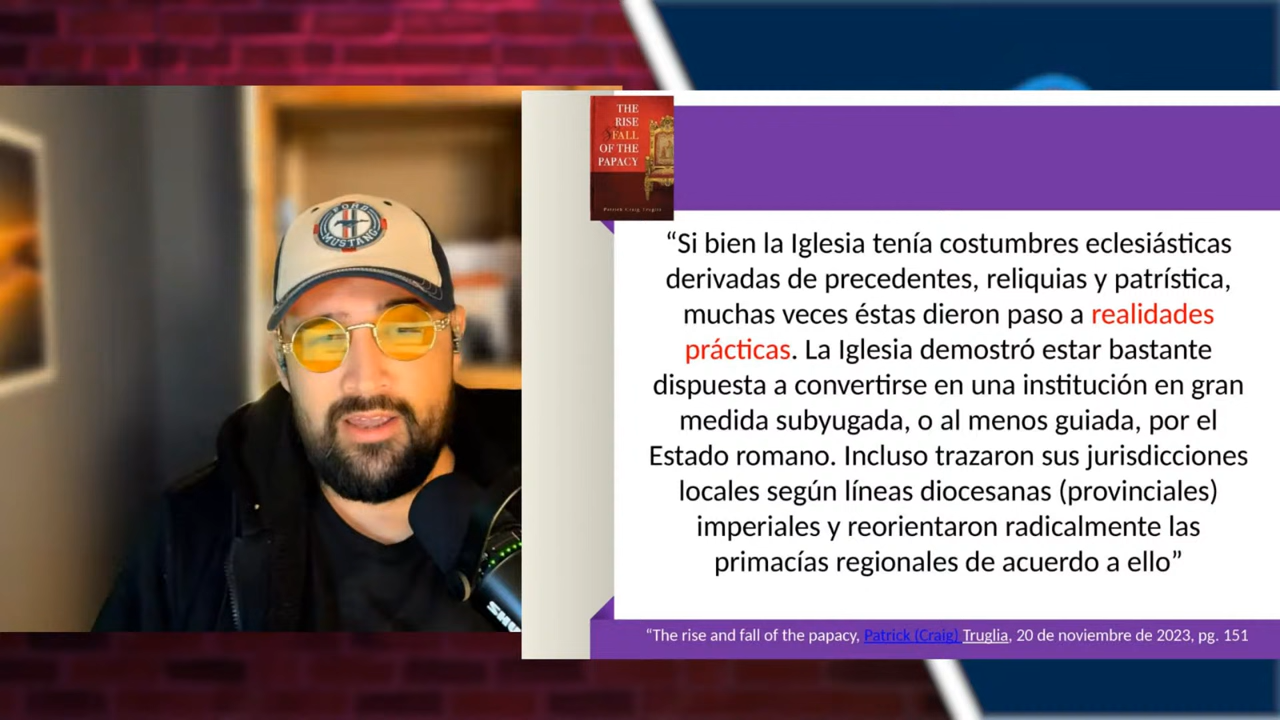 FORD
MUSTANG
SHU
THE
RISE
FALL
OF THE
PAPACY
Patrick Craig Truglia
“Si bien la Iglesia tenía costumbres eclesiásticas
derivadas de precedentes, reliquias y patrística,
muchas veces éstas dieron paso a realidades
prácticas. La Iglesia demostró estar bastante
dispuesta a convertirse en una institución en gran
medida subyugada, o al menos guiada, por el
Estado romano. Incluso trazaron sus jurisdicciones
locales según líneas diocesanas (provinciales)
imperiales y reorientaron radicalmente las
primacías regionales de acuerdo a ello”
“The rise and fall of the papacy, Patrick (Craig) Truglia, 20 de noviembre de 2023, pg. 151